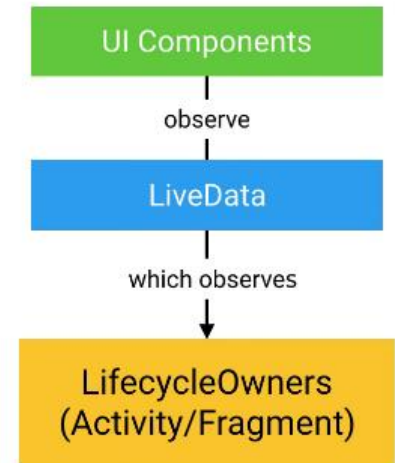 UI Components
observe
LiveData
which observes
LifecycleOwners
(Activity/Fragment)